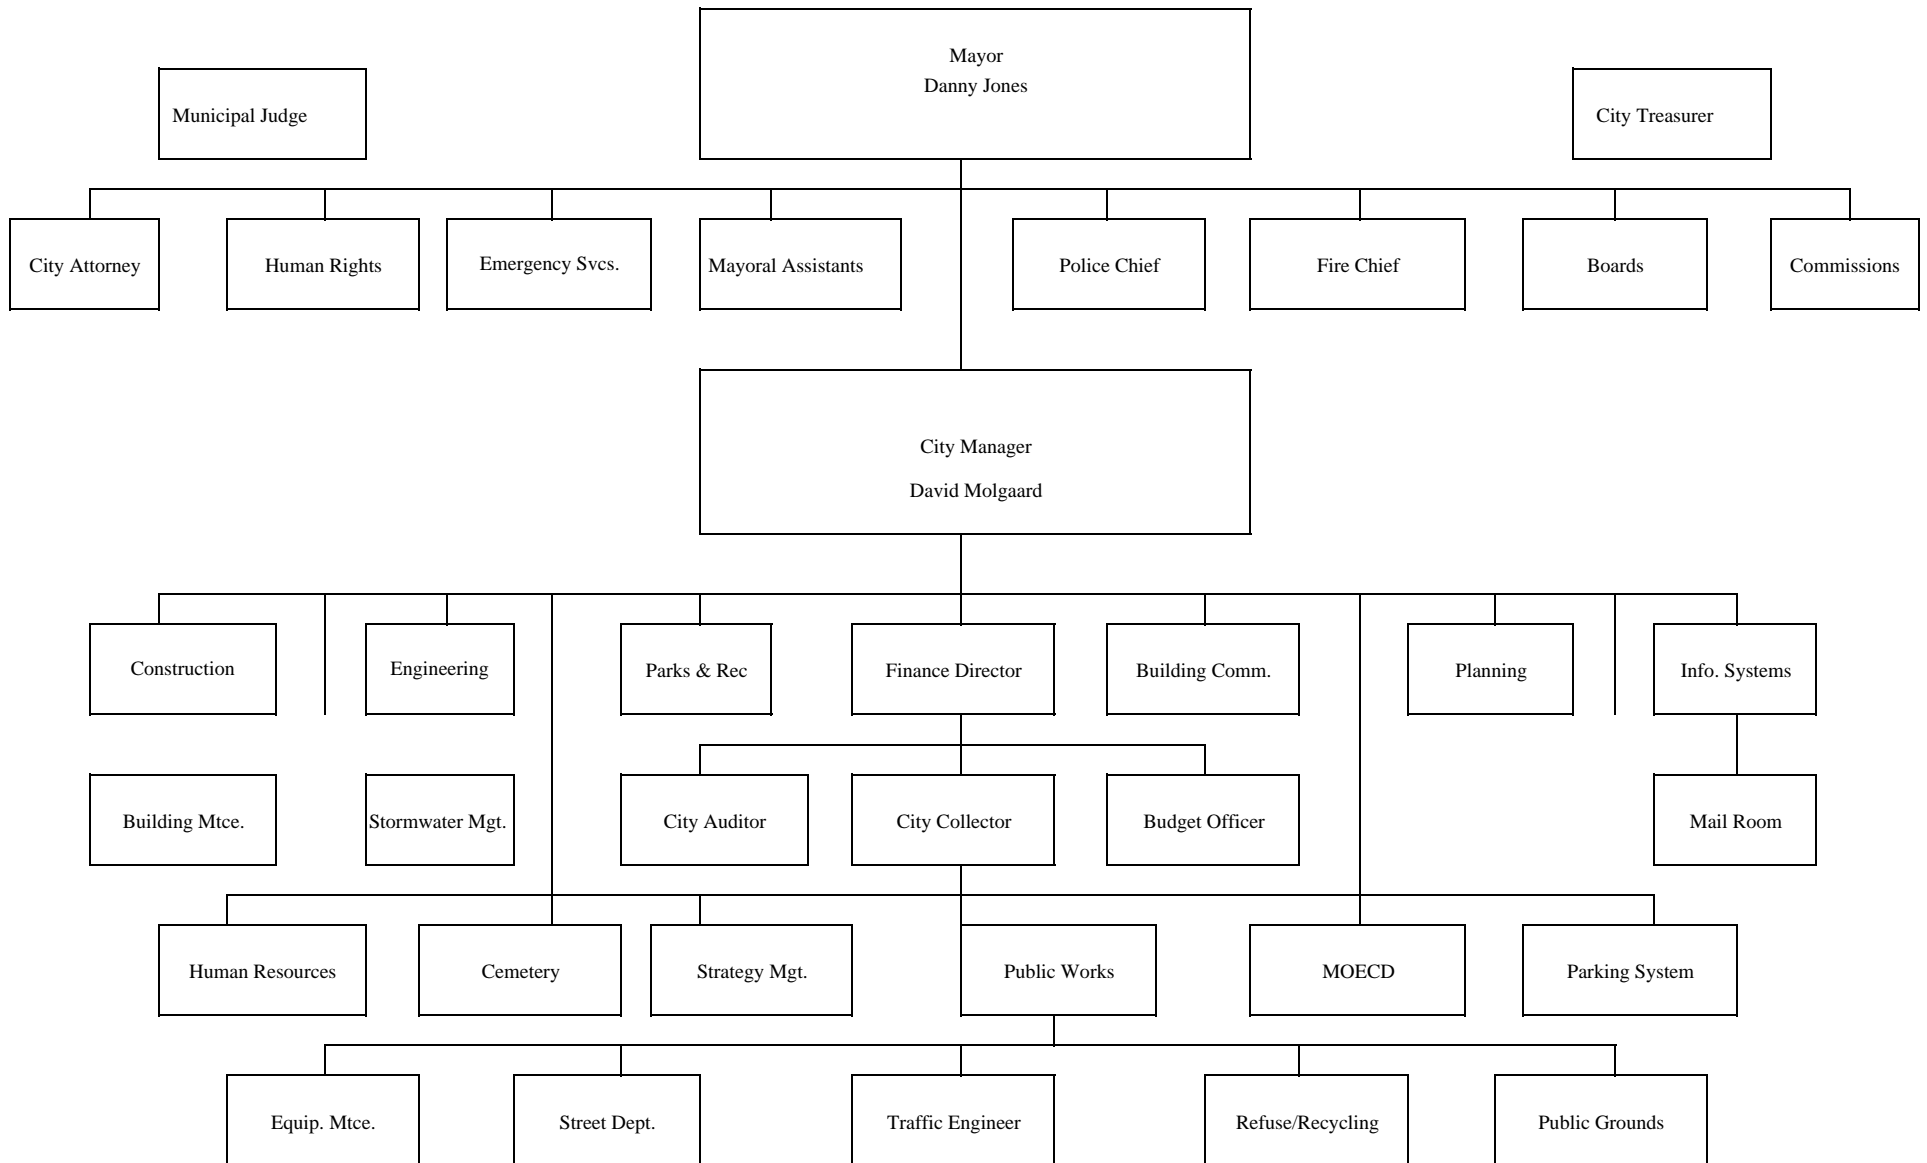 Mayor
Danny Jones
Municipal Judge
City Treasurer
City Attorney
Human Rights
Emergency Svcs.
Mayoral Assistants
Police Chief
Fire Chief
Boards
Commissions
City Manager
David Molgaard
Construction
Engineering
Parks & Rec
Finance Director
Building Comm.
Planning
Info. Systems
Building Mtce.
Stormwater Mgt.
City Auditor
City Collector
Budget Officer
Mail Room
Human Resources
Cemetery
Strategy Mgt.
Public Works
MOECD
Parking System
Equip. Mtce.
Street Dept.
Traffic Engineer
Refuse/Recycling
Public Grounds